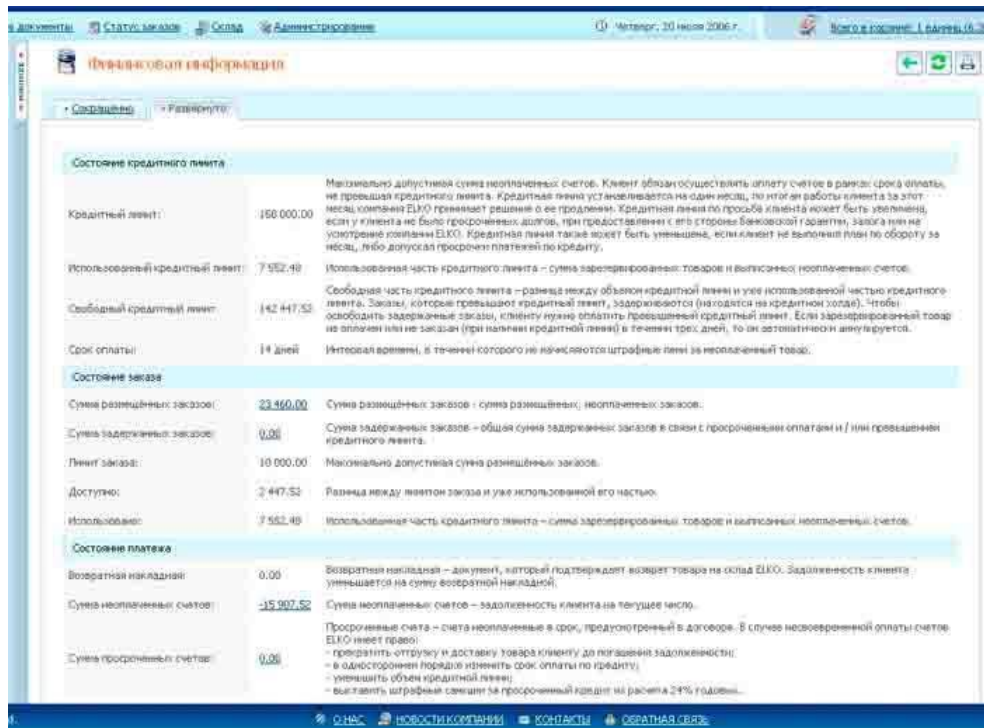 документы Статус заказов Склад Администрирование Четверг, 20 июля 2006 г. Всего в корзине: 1 единиц
Финансовая информация
• Сокращённо • Развёрнуто
Состояние кредитного лимита
Кредитный лимит: 150 000.00 Максимально допустимая сумма неоплаченных счетов. Клиент обязан осуществлять оплату счетов в рамках срока оплаты,
не превышая кредитного лимита. Кредитная линия устанавливается на один месяц, по итогам работы клиента за этот
месяц компания ELKO принимает решение о ее продлении. Кредитная линия по просьбе клиента может быть увеличена,
если у клиента не было просроченных долгов, при предоставлении с его стороны банковской гарантии, залога или на
усмотрение компании ELKO. Кредитная линия также может быть уменьшена, если клиент не выполнил план по обороту за
месяц, либо допускал просрочки платежей по кредиту.
Использованный кредитный лимит: 7 552.48 Использованная часть кредитного лимита – сумма зарезервированных товаров и выписанных неоплаченных счетов.
Свободный кредитный лимит: 142 447.52 Свободная часть кредитного лимита – разница между объемом кредитной линии и уже использованной частью кредитного
лимита. Заказы, которые превышают кредитный лимит, задерживаются (находятся на кредитном холде). Чтобы
освободить задержанные заказы, клиенту нужно оплатить превышенный кредитный лимит. Если зарезервированный товар
не оплачен или не заказан (при наличии кредитной линии) в течении трех дней, то он автоматически аннулируется.
Срок оплаты: 14 дней Интервал времени, в течении которого не начисляются штрафные пени за неоплаченный товар.
Состояние заказа
Сумма размещённых заказов: 23 460.00 Сумма размещённых заказов - сумма размещённых, неоплаченных заказов.
Сумма задержанных заказов: 0.00 Сумма задержанных заказов – общая сумма задержанных заказов в связи с просроченными оплатами и / или превышением
кредитного лимита.
Лимит заказа: 10 000.00 Максимально допустимая сумма размещённых заказов.
Доступно: 2 447.52 Разница между лимитом заказа и уже использованной его частью.
Использовано: 7 552.48 Использованная часть кредитного лимита – сумма зарезервированных товаров и выписанных неоплаченных счетов.
Состояние платежа
Возвратная накладная: 0.00 Возвратная накладная – документ, который подтверждает возврат товара на склад ELKO. Задолженность клиента
уменьшается на сумму возвратной накладной.
Сумма неоплаченных счетов: -15 907.52 Сумма неоплаченных счетов – задолженность клиента на текущее число.
Сумма просроченных счетов: 0.00 Просроченные счета – счета неоплаченные в срок, предусмотренный в договоре. В случае несвоевременной оплаты счетов
ELKO имеет право:
- прекратить отгрузку и доставку товара клиенту до погашения задолженности;
- в одностороннем порядке изменить срок оплаты по кредиту;
- уменьшить объем кредитной линии;
- выставить штрафные санкции за просроченный кредит из расчета 24% годовых.
О НАС НОВОСТИ КОМПАНИИ КОНТАКТЫ ОБРАТНАЯ СВЯЗЬ